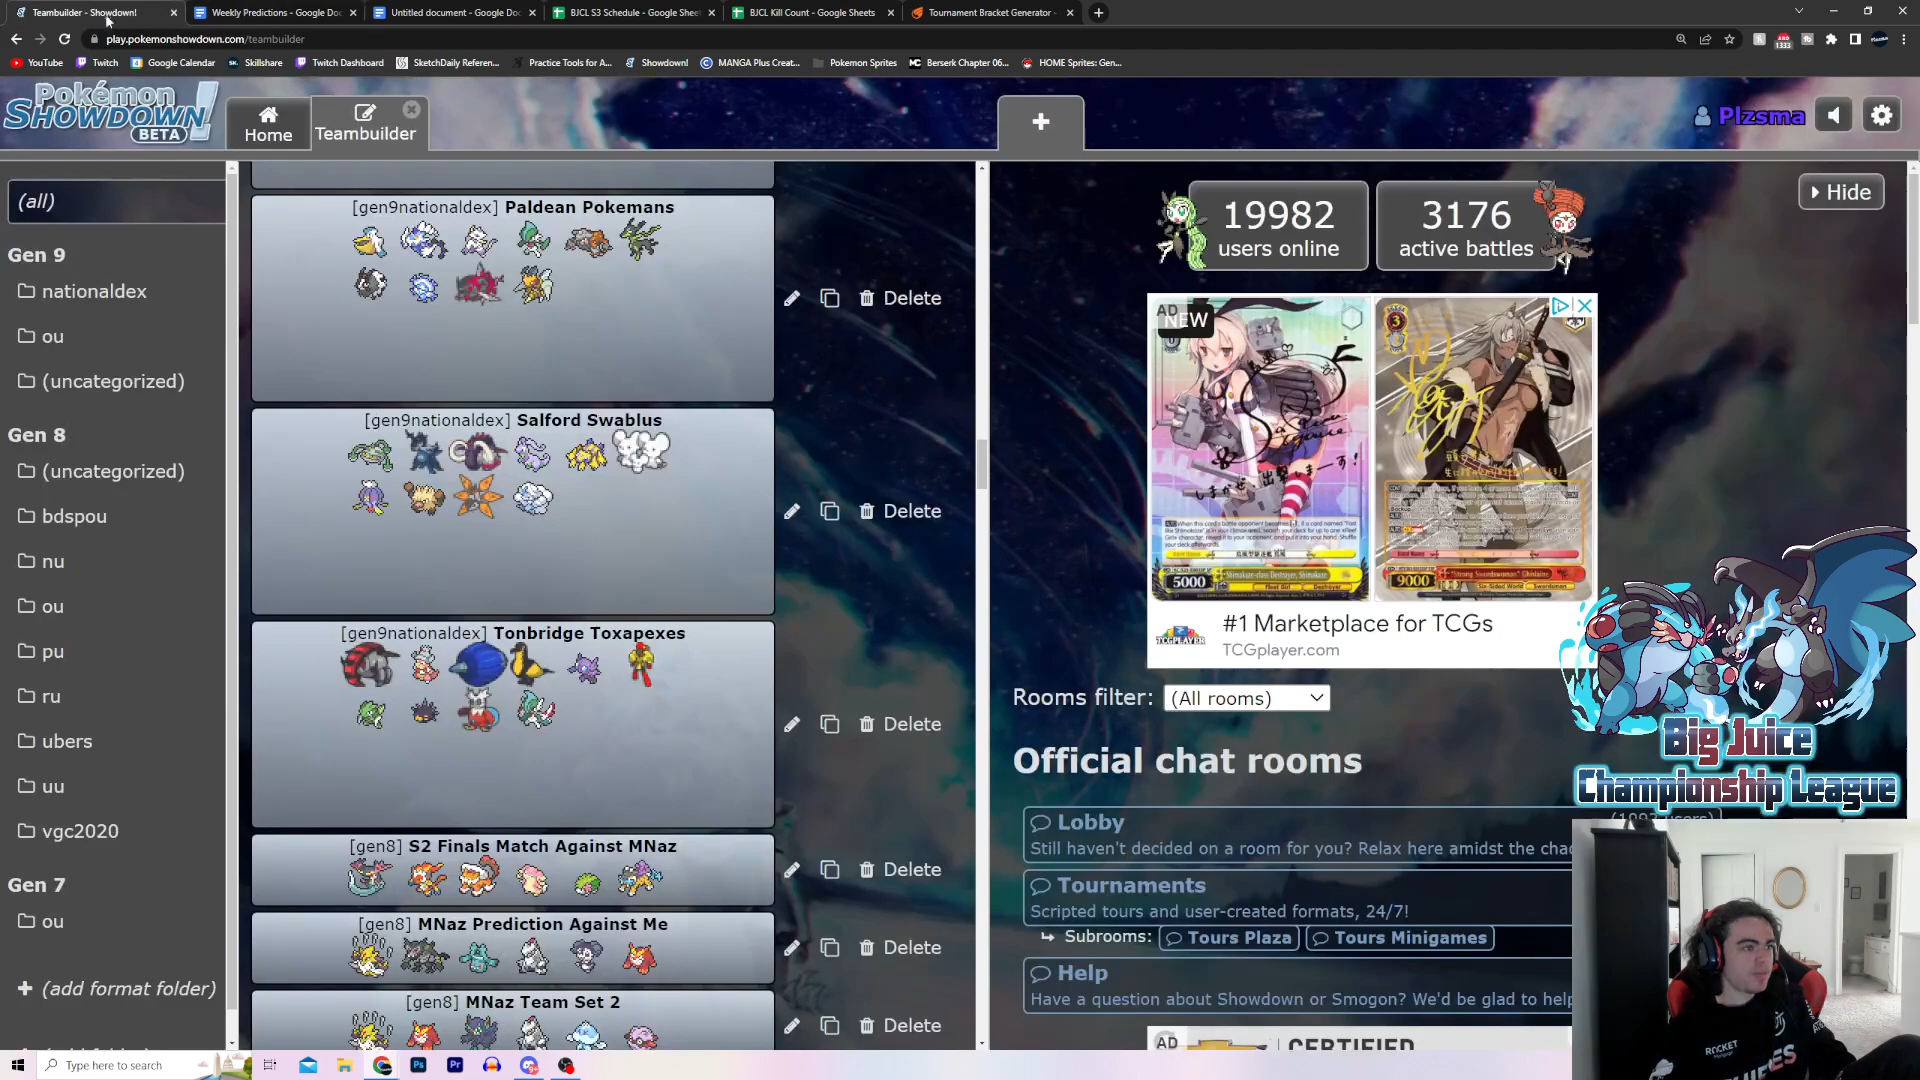 Teambuilder - Showdown!
Weekly Predictions - Google Doc
Untitled document - Google Doc
BJCL S3 Schedule - Google Sheet
BJCL Kill Count - Google Sheets
Tournament Bracket Generator -
play.pokemonshowdown.com/teambuilder
YouTube
Twitch
Google Calendar
Skillshare
Twitch Dashboard
SketchDaily Referen...
Practice Tools for A...
Showdown!
MANGA Plus Creat...
Pokemon Sprites
Berserk Chapter 06...
HOME Sprites: Gen...
Pokémon
SHOWDOWN!
BETA
Home
Teambuilder
Plzsma
(all)
Gen 9
nationaldex
ou
(uncategorized)
Gen 8
(uncategorized)
bdspou
nu
ou
pu
ru
ubers
uu
vgc2020
Gen 7
ou
(add format folder)
[gen9nationaldex] Paldean Pokemans
Delete
[gen9nationaldex] Salford Swablus
Delete
[gen9nationaldex] Tonbridge Toxapexes
Delete
[gen8] S2 Finals Match Against MNaz
Delete
[gen8] MNaz Prediction Against Me
Delete
[gen8] MNaz Team Set 2
Delete
19982
users online
3176
active battles
Hide
AD
NEW
5000
9000
"Strong Swordswoman" Ghislaine
TCGPLAYER
#1 Marketplace for TCGs
TCGplayer.com
Rooms filter: (All rooms)
Official chat rooms
Lobby
Still haven't decided on a room for you? Relax here amidst the chao
Tournaments
Scripted tours and user-created formats, 24/7!
Subrooms: Tours Plaza Tours Minigames
Help
Have a question about Showdown or Smogon? We'd be glad to help
AD
CERTIFIED
Big Juice
Championship League
ROCKET
Type here to search